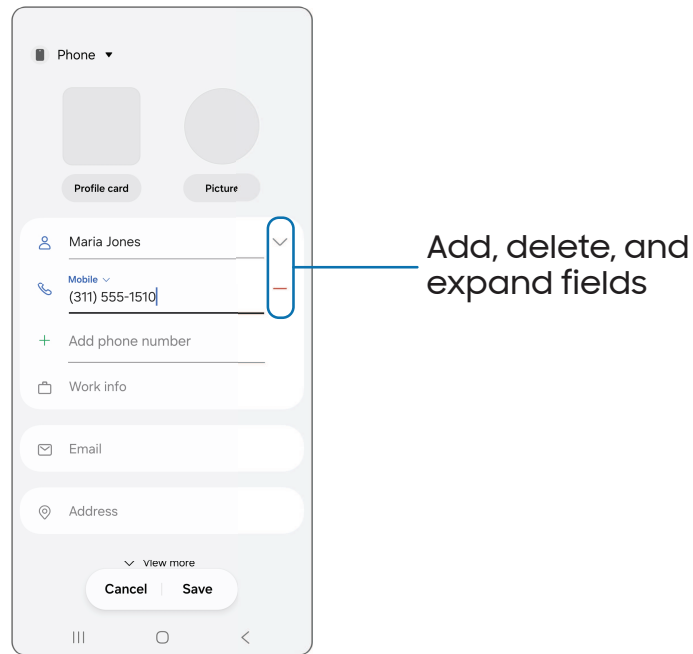 Phone
Profile card
Picture
Maria Jones
Mobile
(311) 555-1510
Add phone number
Work info
Email
Address
View more
Cancel
Save
Add, delete, and
expand fields